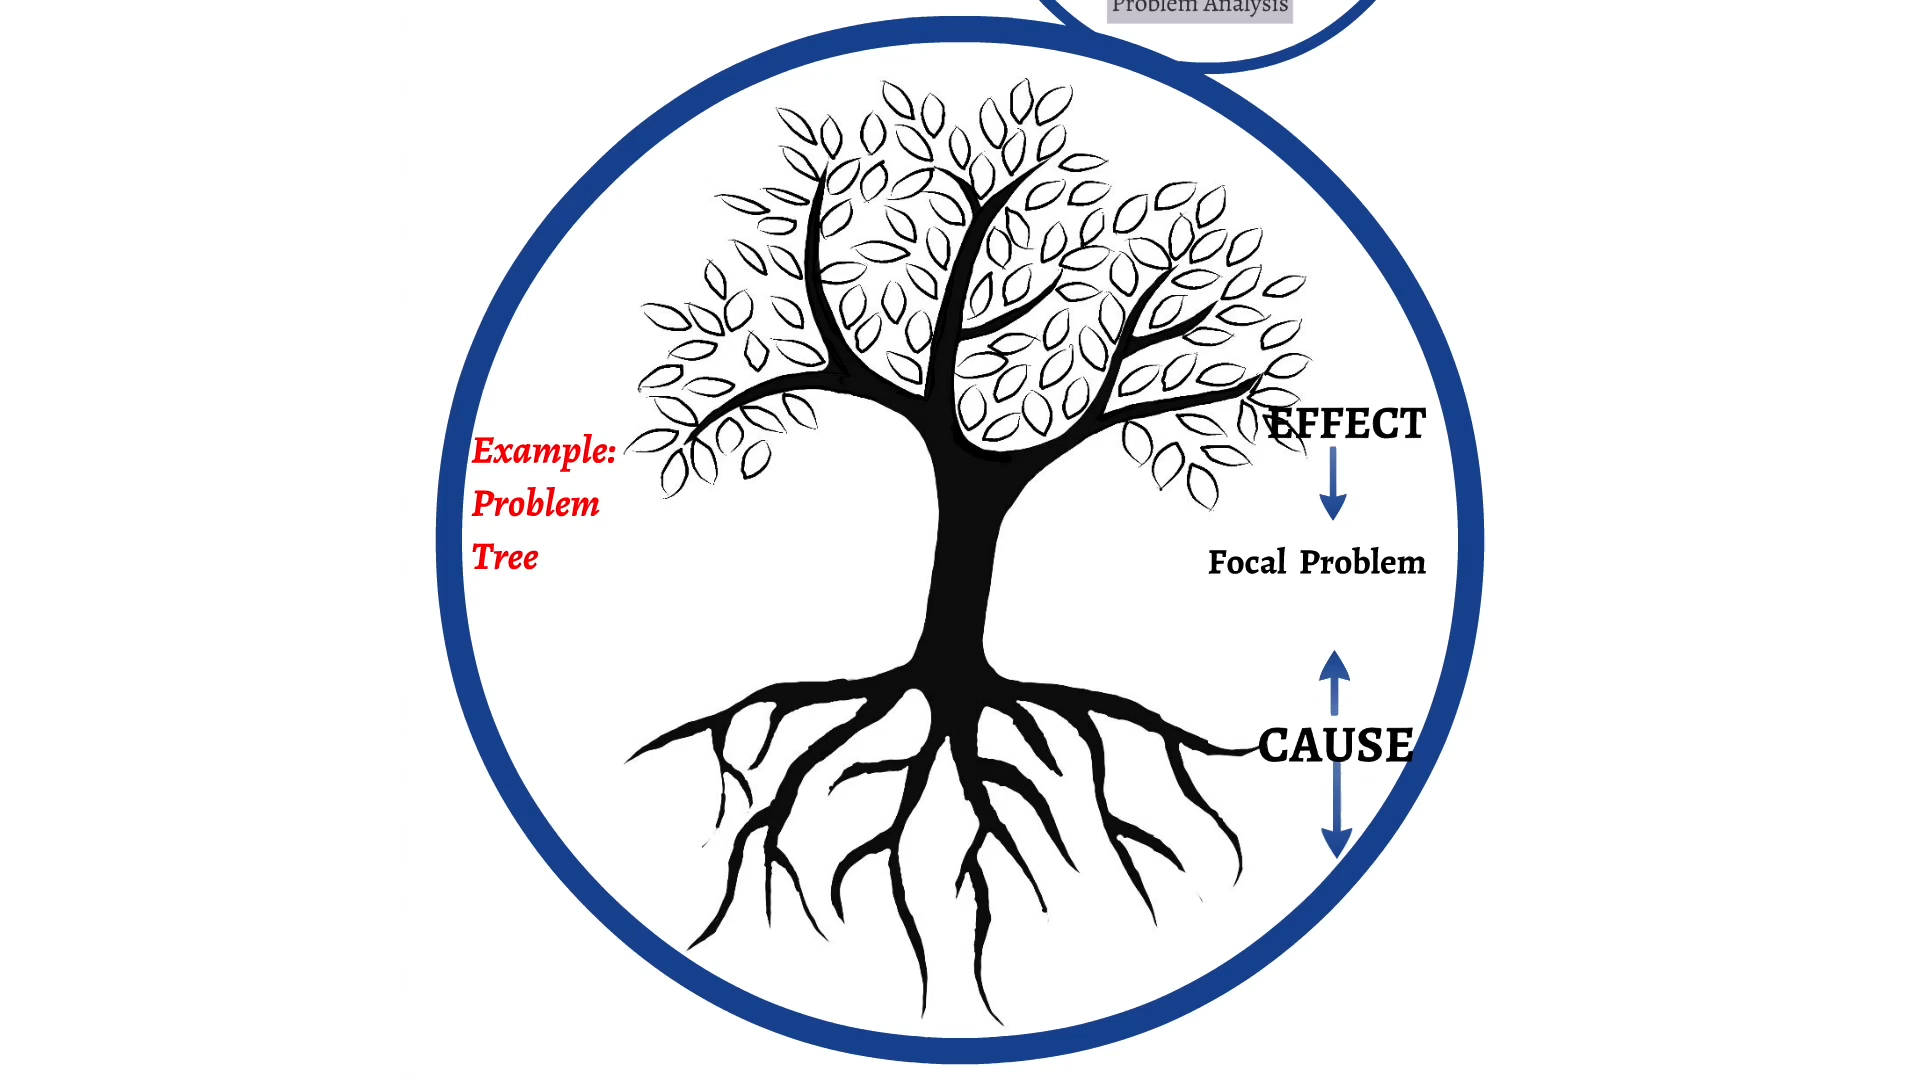 Problem Analysis
EFFECT
Example:
Problem
Tree
Focal Problem
CAUSE